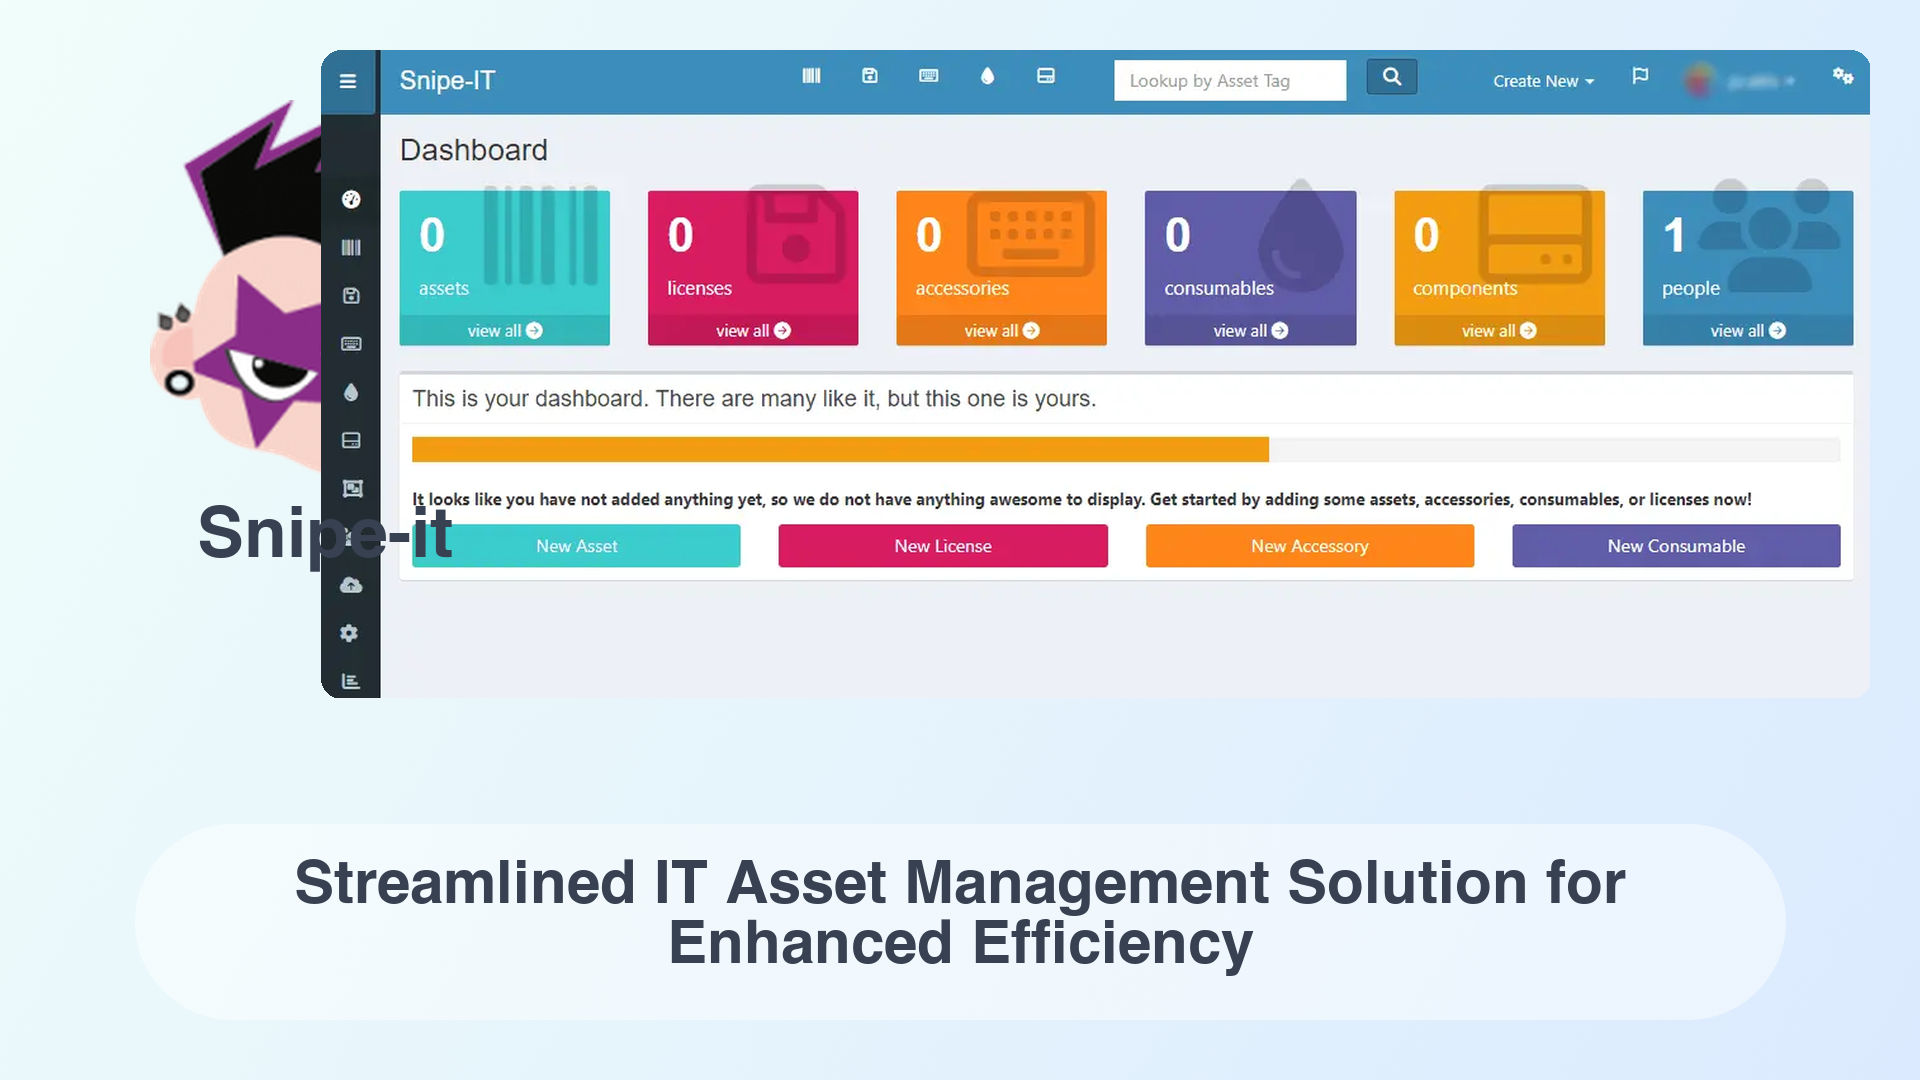 Snipe-IT
Lookup by Asset Tag
Create New
Dashboard
0
assets
view all
0
licenses
view all
0
accessories
view all
0
consumables
view all
0
components
view all
1
people
view all
This is your dashboard. There are many like it, but this one is yours.
It looks like you have not added anything yet, so we do not have anything awesome to display. Get started by adding some assets, accessories, consumables, or licenses now!
New Asset
New License
New Accessory
New Consumable
Snipe-it
Streamlined IT Asset Management Solution for
Enhanced Efficiency